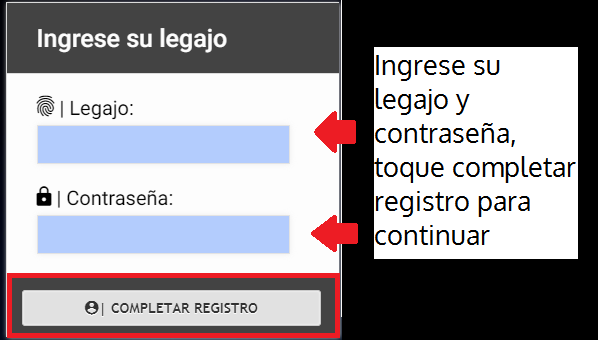 Ingrese su legajo
| Legajo:
| Contraseña:
| COMPLETAR REGISTRO
Ingrese su
legajo y
contraseña,
toque completar
registro para
continuar